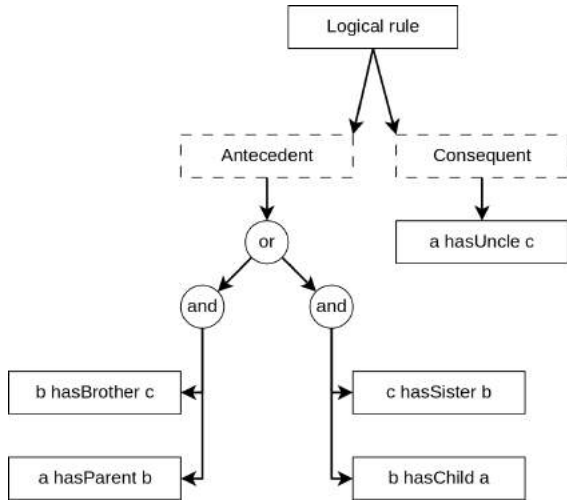 Logical rule
Antecedent
Consequent
or
a hasUncle c
and
and
b hasBrother c
c hasSister b
a hasParent b
b hasChild a